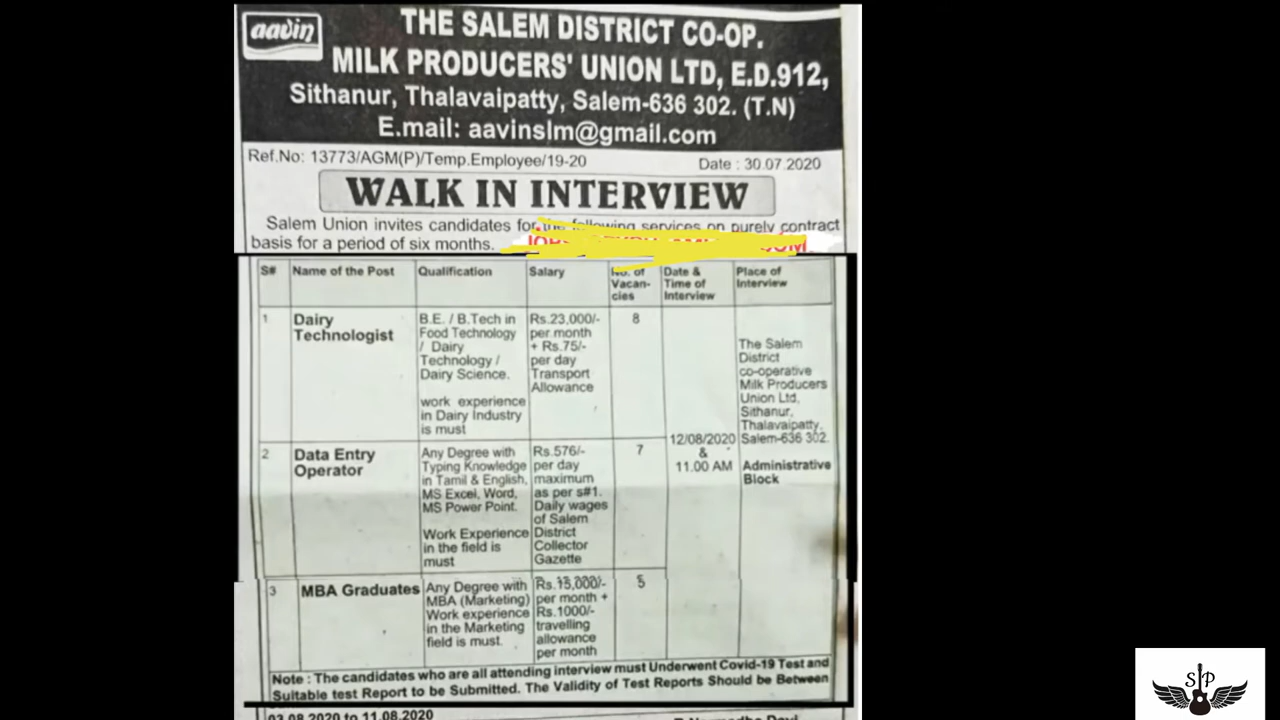 aavin
THE SALEM DISTRICT CO-OP.
MILK PRODUCERS' UNION LTD, E.D.912,
Sithanur, Thalavaipatty, Salem-636 302. (T.N)
E.mail: aavinslm@gmail.com
Ref.No: 13773/AGM(P)/Temp.Employee/19-20
Date : 30.07.2020
WALK IN INTERVIEW
Salem Union invites candidates for the following services on purely contract
basis for a period of six months.
S#
Name of the Post
Qualification
Salary
No. of
Vacan-
cies
Date &
Time of
Interview
Place of
Interview
1
Dairy
Technologist
B.E. / B.Tech in
Food Technology
/ Dairy
Technology /
Dairy Science.
work experience
in Dairy Industry
is must
Rs.23,000/-
per month
+ Rs.75/-
per day
Transport
Allowance
8
2
Data Entry
Operator
Any Degree with
Typing Knowledge
in Tamil & English,
MS Excel, Word,
MS Power Point.
Work Experience
in the field is
must
Rs.576/-
per day
maximum
as per s#1.
Daily wages
of Salem
District
Collector
Gazette
7
3
MBA Graduates
Any Degree with
MBA (Marketing)
Work experience
in the Marketing
field is must.
Rs.15,000/-
per month +
Rs.1000/-
travelling
allowance
per month
5
12/08/2020
&
11.00 AM
The Salem
District
co-operative
Milk Producers
Union Ltd,
Sithanur,
Thalavaipatty,
Salem-636 302.
Administrative
Block
Note : The candidates who are all attending interview must Underwent Covid-19 Test and
Suitable test Report to be Submitted. The Validity of Test Reports Should be Between
03.08.2020 to 11.08.2020
SP